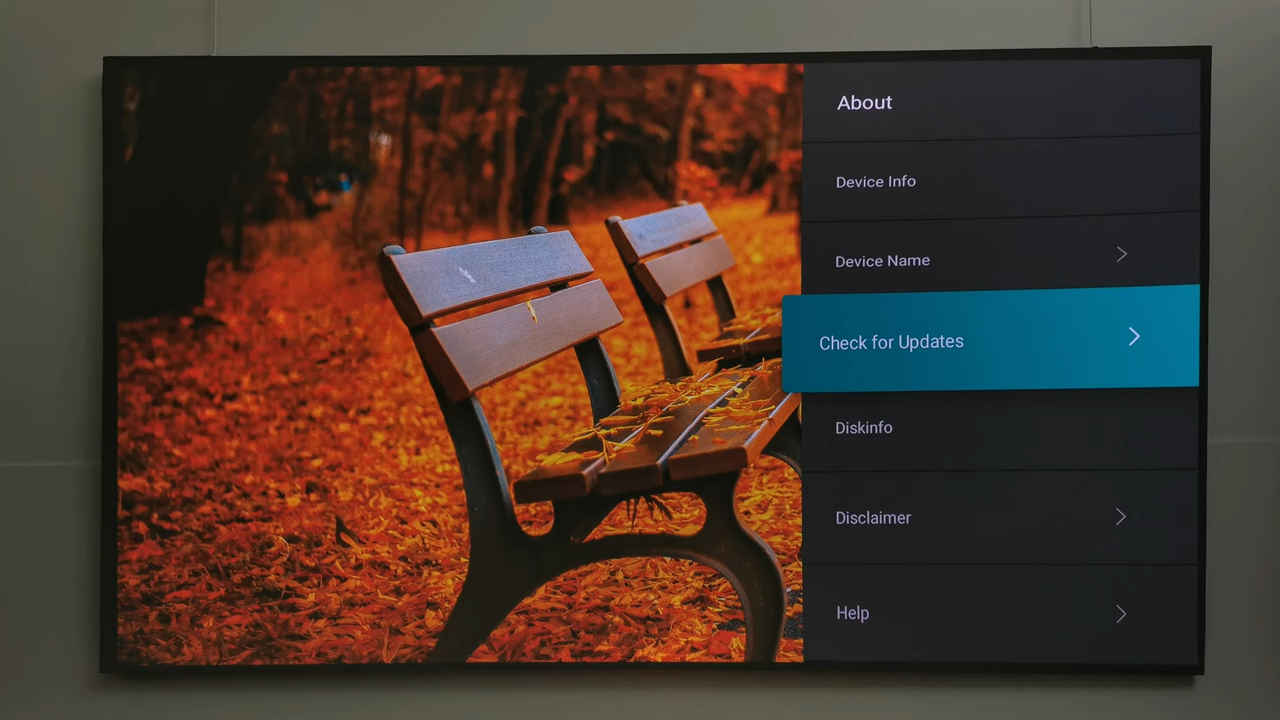 About
Device Info
Device Name
Check for Updates
Diskinfo
Disclaimer
Help